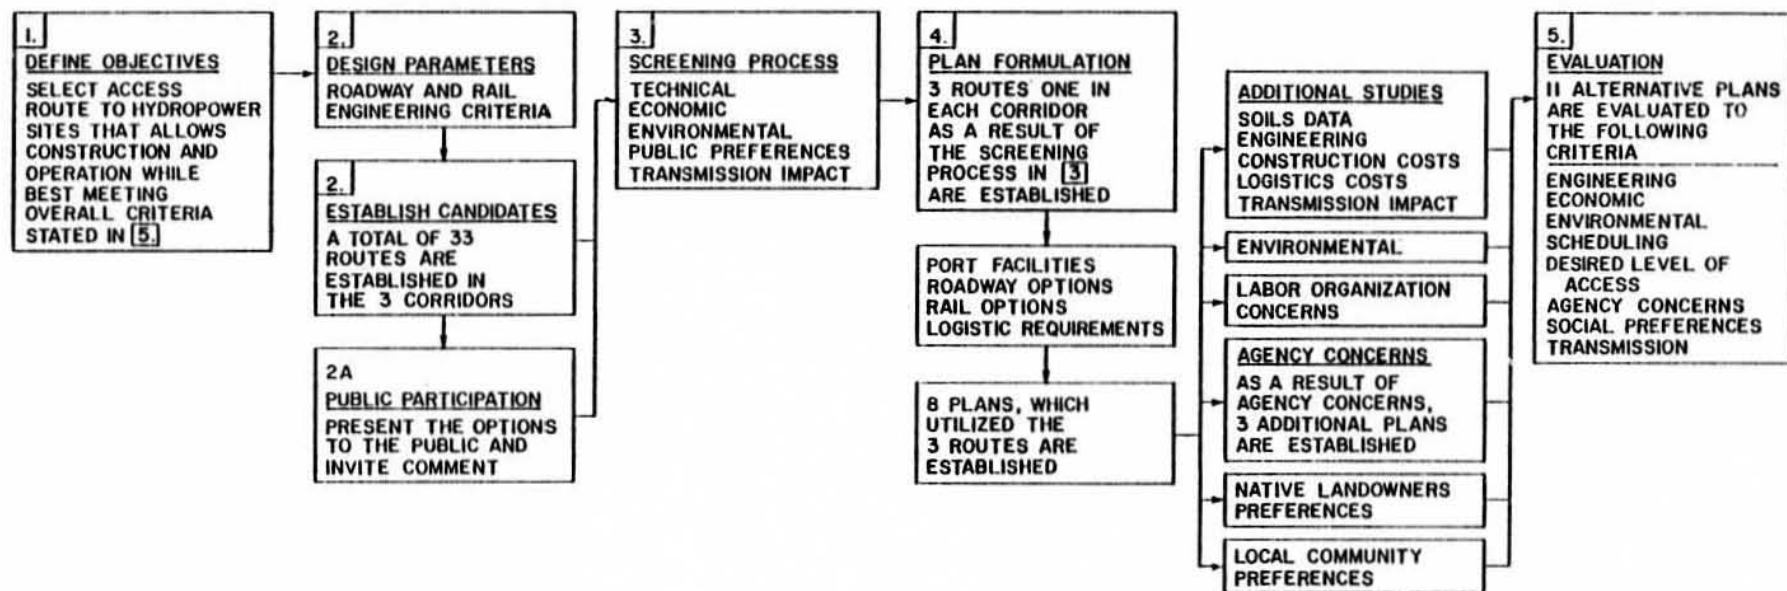 1.
DEFINE OBJECTIVES
SELECT ACCESS
ROUTE TO HYDROPOWER
SITES THAT ALLOWS
CONSTRUCTION AND
OPERATION WHILE
BEST MEETING
OVERALL CRITERIA
STATED IN 5.
2.
DESIGN PARAMETERS
ROADWAY AND RAIL
ENGINEERING CRITERIA
2.
ESTABLISH CANDIDATES
A TOTAL OF 33
ROUTES ARE
ESTABLISHED IN
THE 3 CORRIDORS
2A
PUBLIC PARTICIPATION
PRESENT THE OPTIONS
TO THE PUBLIC AND
INVITE COMMENT
3.
SCREENING PROCESS
TECHNICAL
ECONOMIC
ENVIRONMENTAL
PUBLIC PREFERENCES
TRANSMISSION IMPACT
4.
PLAN FORMULATION
3 ROUTES ONE IN
EACH CORRIDOR
AS A RESULT OF
THE SCREENING
PROCESS IN 3
ARE ESTABLISHED
PORT FACILITIES
ROADWAY OPTIONS
RAIL OPTIONS
LOGISTIC REQUIREMENTS
8 PLANS, WHICH
UTILIZED THE
3 ROUTES ARE
ESTABLISHED
ADDITIONAL STUDIES
SOILS DATA
ENGINEERING
CONSTRUCTION COSTS
LOGISTICS COSTS
TRANSMISSION IMPACT
ENVIRONMENTAL
LABOR ORGANIZATION
CONCERNS
AGENCY CONCERNS
AS A RESULT OF
AGENCY CONCERNS,
3 ADDITIONAL PLANS
ARE ESTABLISHED
NATIVE LANDOWNERS
PREFERENCES
LOCAL COMMUNITY
PREFERENCES
5.
EVALUATION
11 ALTERNATIVE PLANS
ARE EVALUATED TO
THE FOLLOWING
CRITERIA
ENGINEERING
ECONOMIC
ENVIRONMENTAL
SCHEDULING
DESIRED LEVEL OF
ACCESS
AGENCY CONCERNS
SOCIAL PREFERENCES
TRANSMISSION